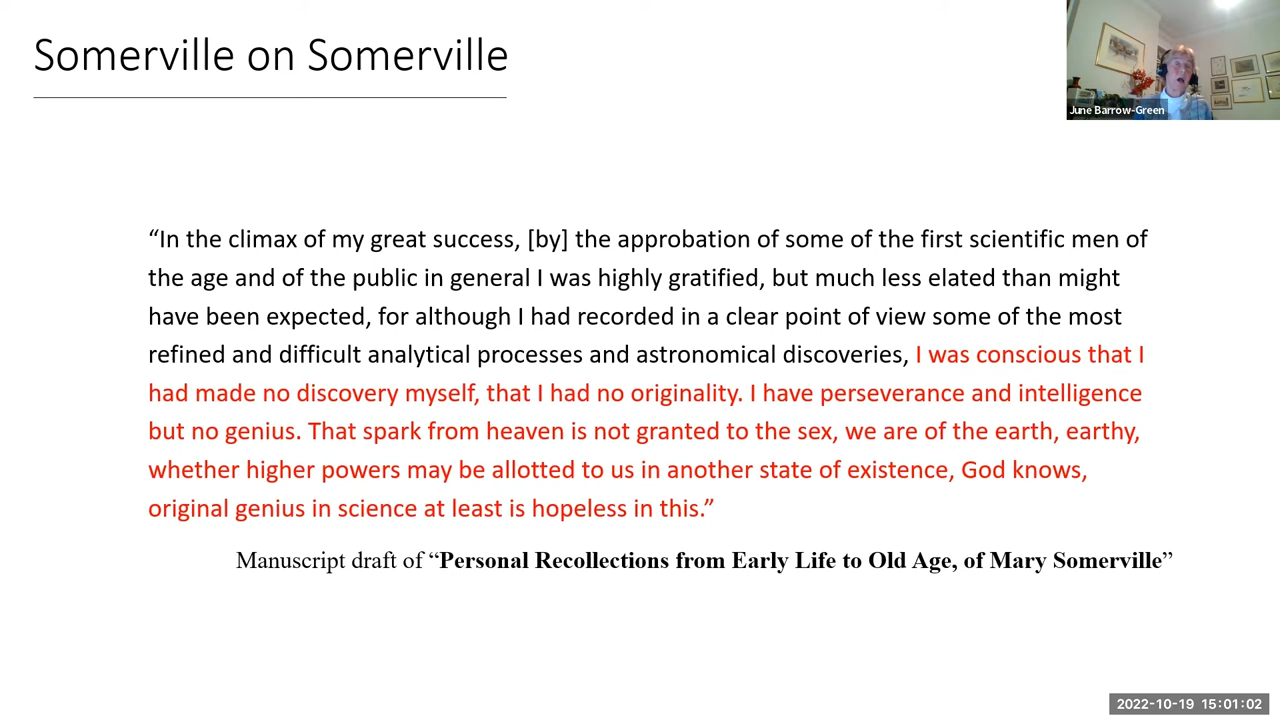 Somerville on Somerville
June Barrow-Green
“In the climax of my great success, [by] the approbation of some of the first scientific men of
the age and of the public in general I was highly gratified, but much less elated than might
have been expected, for although I had recorded in a clear point of view some of the most
refined and difficult analytical processes and astronomical discoveries, I was conscious that I
had made no discovery myself, that I had no originality. I have perseverance and intelligence
but no genius. That spark from heaven is not granted to the sex, we are of the earth, earthy,
whether higher powers may be allotted to us in another state of existence, God knows,
original genius in science at least is hopeless in this.”
Manuscript draft of “Personal Recollections from Early Life to Old Age, of Mary Somerville”
2022-10-19 15:01:02